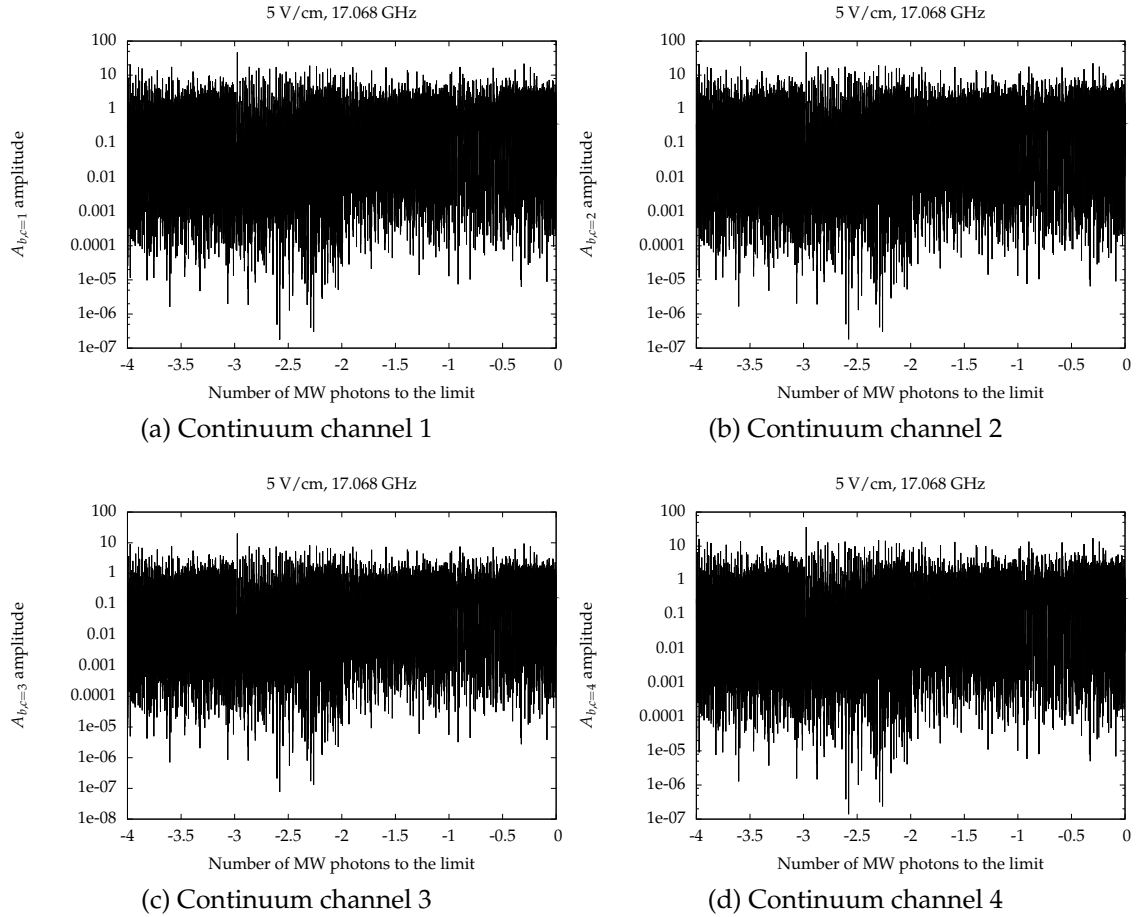 5 V/cm, 17.068 GHz
100
10
1
0.1
0.01
0.001
0.0001
1e-05
1e-06
1e-07
A_{b,c=1} amplitude
-4 -3.5 -3 -2.5 -2 -1.5 -1 -0.5 0
Number of MW photons to the limit
(a) Continuum channel 1
5 V/cm, 17.068 GHz
100
10
1
0.1
0.01
0.001
0.0001
1e-05
1e-06
1e-07
A_{b,c=2} amplitude
-4 -3.5 -3 -2.5 -2 -1.5 -1 -0.5 0
Number of MW photons to the limit
(b) Continuum channel 2
5 V/cm, 17.068 GHz
100
10
1
0.1
0.01
0.001
0.0001
1e-05
1e-06
1e-07
1e-08
A_{b,c=3} amplitude
-4 -3.5 -3 -2.5 -2 -1.5 -1 -0.5 0
Number of MW photons to the limit
(c) Continuum channel 3
5 V/cm, 17.068 GHz
100
10
1
0.1
0.01
0.001
0.0001
1e-05
1e-06
1e-07
A_{b,c=4} amplitude
-4 -3.5 -3 -2.5 -2 -1.5 -1 -0.5 0
Number of MW photons to the limit
(d) Continuum channel 4